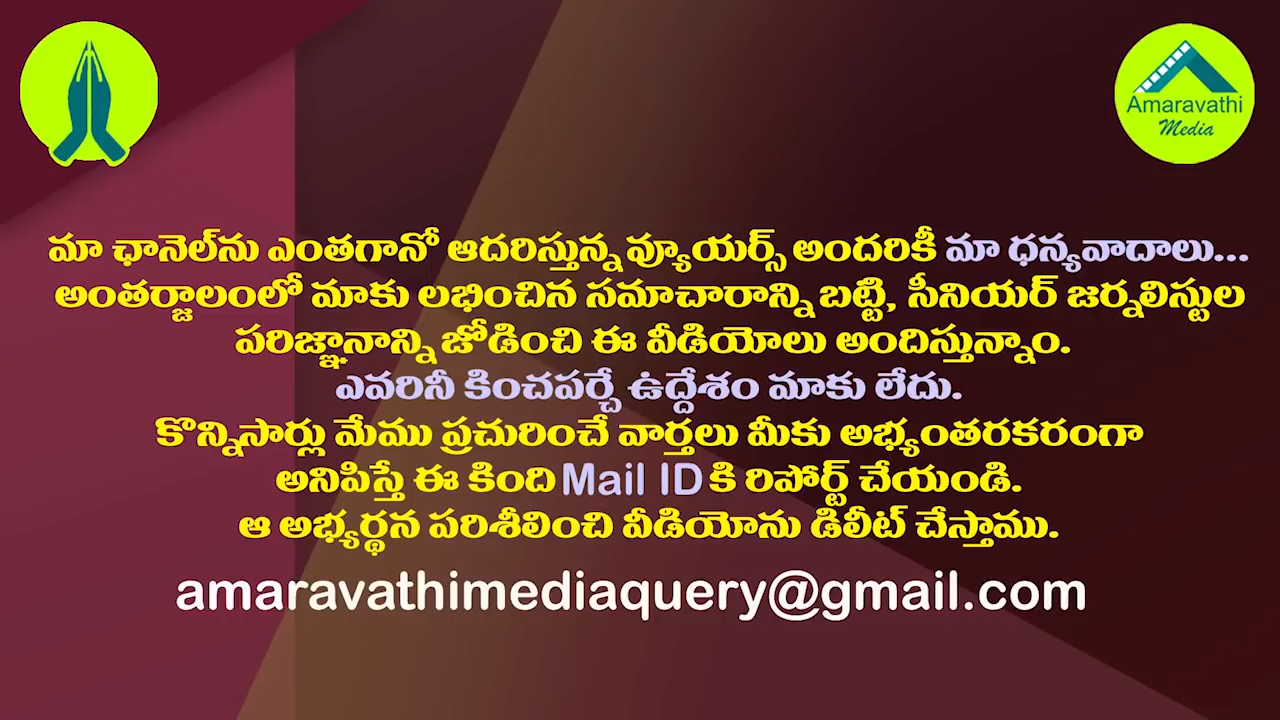 Amaravathi
Media
మా ఛానెల్‌ను ఎంతగానో ఆదరిస్తున్న వ్యూయర్స్ అందరికీ మా ధన్యవాదాలు...
అంతర్జాలంలో మాకు లభించిన సమాచారాన్ని బట్టి, సీనియర్ జర్నలిస్టుల
పరిజ్ఞానాన్ని జోడించి ఈ వీడియోలు అందిస్తున్నాం.
ఎవరినీ కించపర్చే ఉద్దేశం మాకు లేదు.
కొన్నిసార్లు మేము ప్రచురించే వార్తలు మీకు అభ్యంతరకరంగా
అనిపిస్తే ఈ కింది Mail ID కి రిపోర్ట్ చేయండి.
ఆ అభ్యర్థన పరిశీలించి వీడియోను డిలీట్ చేస్తాము.
amaravathimediaquery@gmail.com